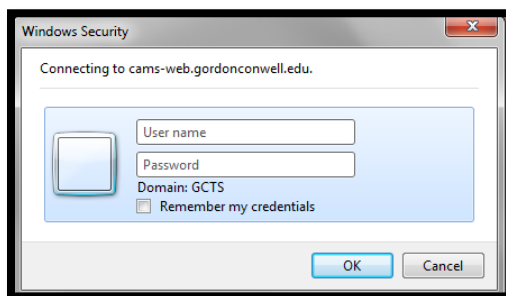 Windows Security
Connecting to cams-web.gordonconwell.edu.
User name
Password
Domain: GCTS
Remember my credentials
OK Cancel